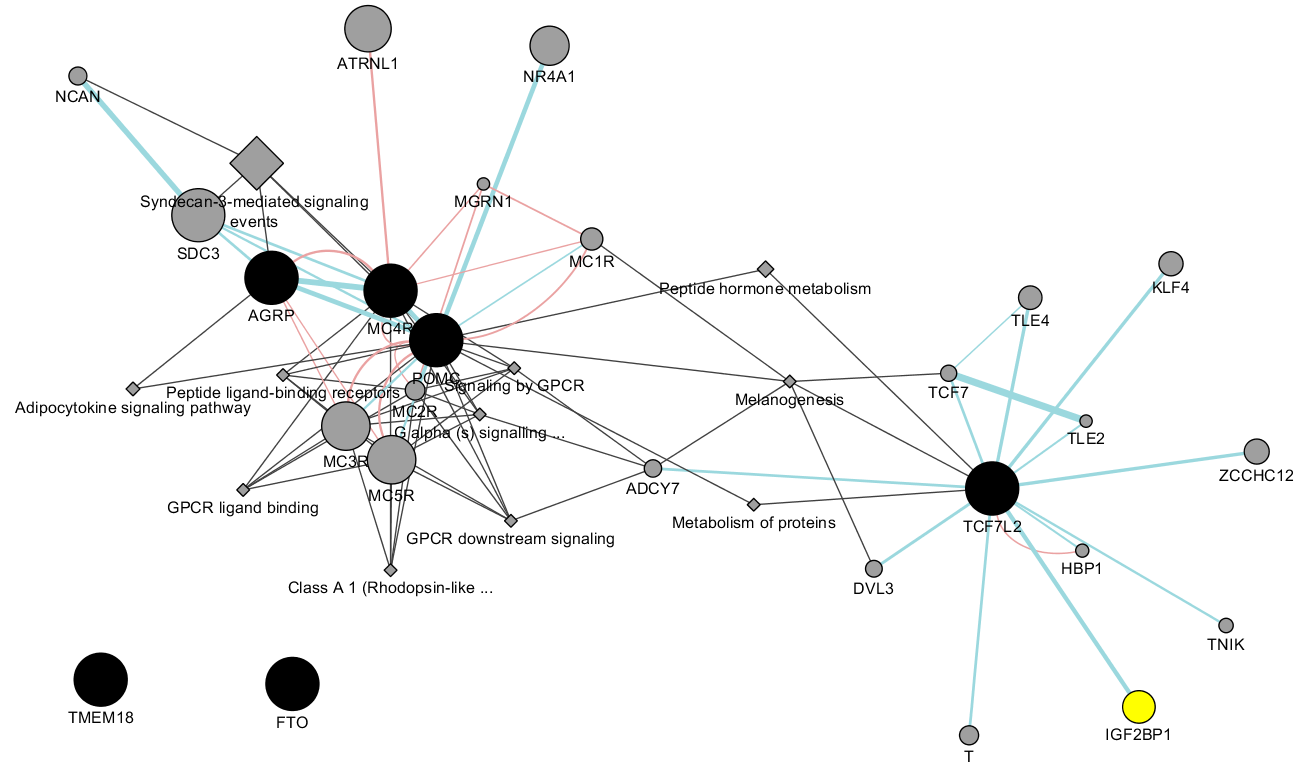 ATRNL1
NR4A1
NCAN
Syndecan-3-mediated signaling
events
MGRN1
SDC3
MC1R
Peptide hormone metabolism
KLF4
AGRP
TLE4
MC4R
POMC
Signaling by GPCR
Peptide ligand-binding receptors
TCF7
Melanogenesis
Adipocytokine signaling pathway
MC2R
G alpha (s) signalling ...
TLE2
MC3R
ZCCHC12
ADCY7
MC5R
GPCR ligand binding
Metabolism of proteins
TCF7L2
GPCR downstream signaling
HBP1
Class A 1 (Rhodopsin-like ...
DVL3
TNIK
TMEM18
FTO
IGF2BP1
T